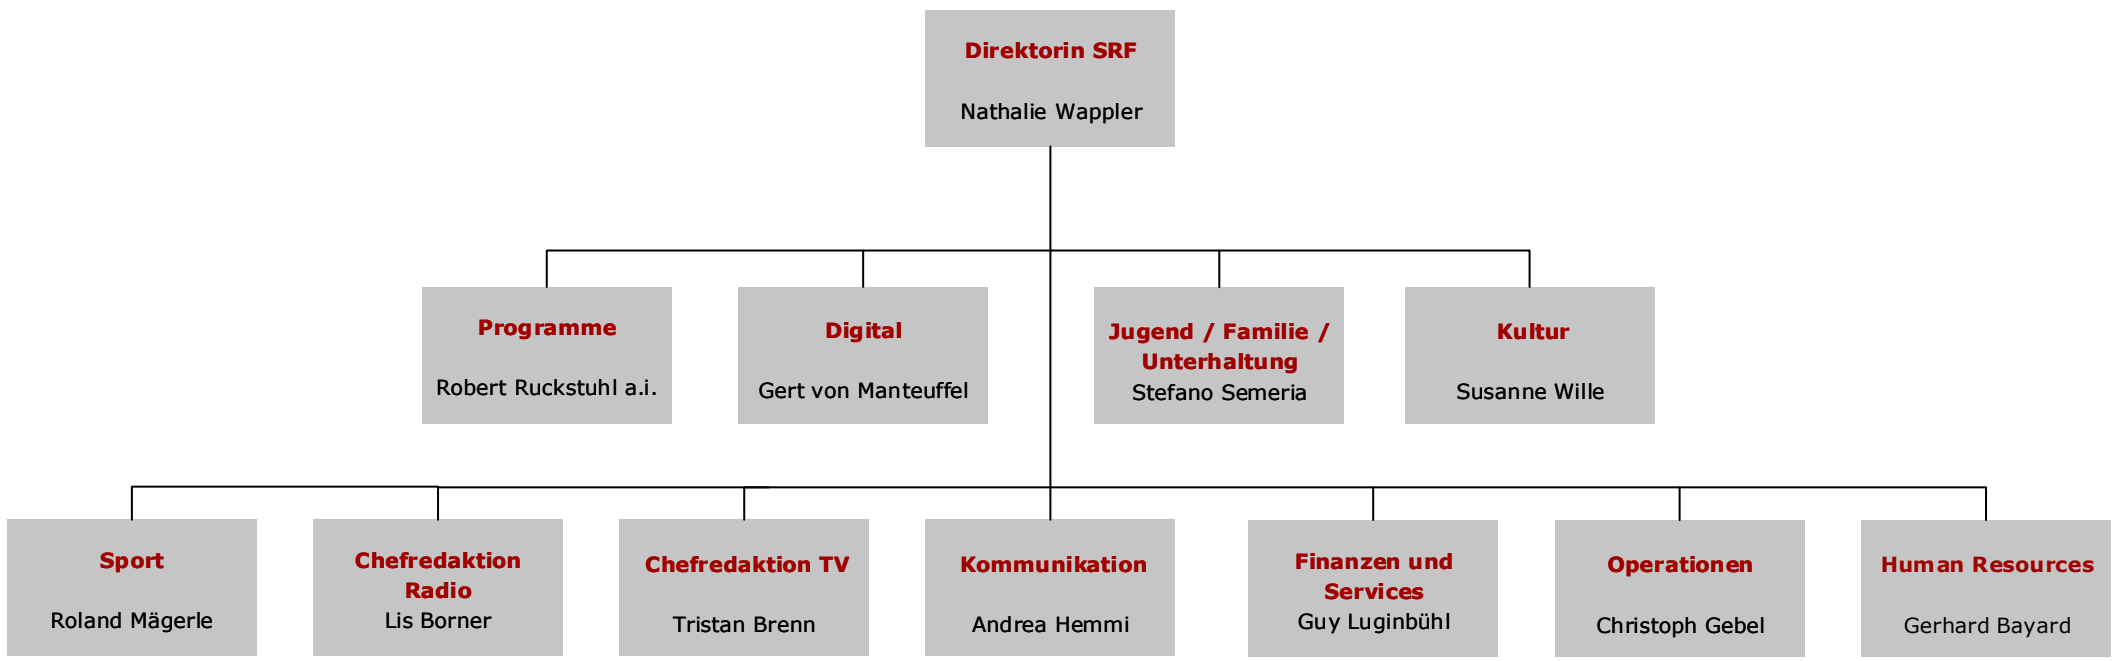 Direktorin SRF
Nathalie Wappler
Programme
Robert Ruckstuhl a.i.
Digital
Gert von Manteuffel
Jugend / Familie /
Unterhaltung
Stefano Semeria
Kultur
Susanne Wille
Sport
Roland Mägerle
Chefredaktion
Radio
Lis Borner
Chefredaktion TV
Tristan Brenn
Kommunikation
Andrea Hemmi
Finanzen und
Services
Guy Luginbühl
Operationen
Christoph Gebel
Human Resources
Gerhard Bayard